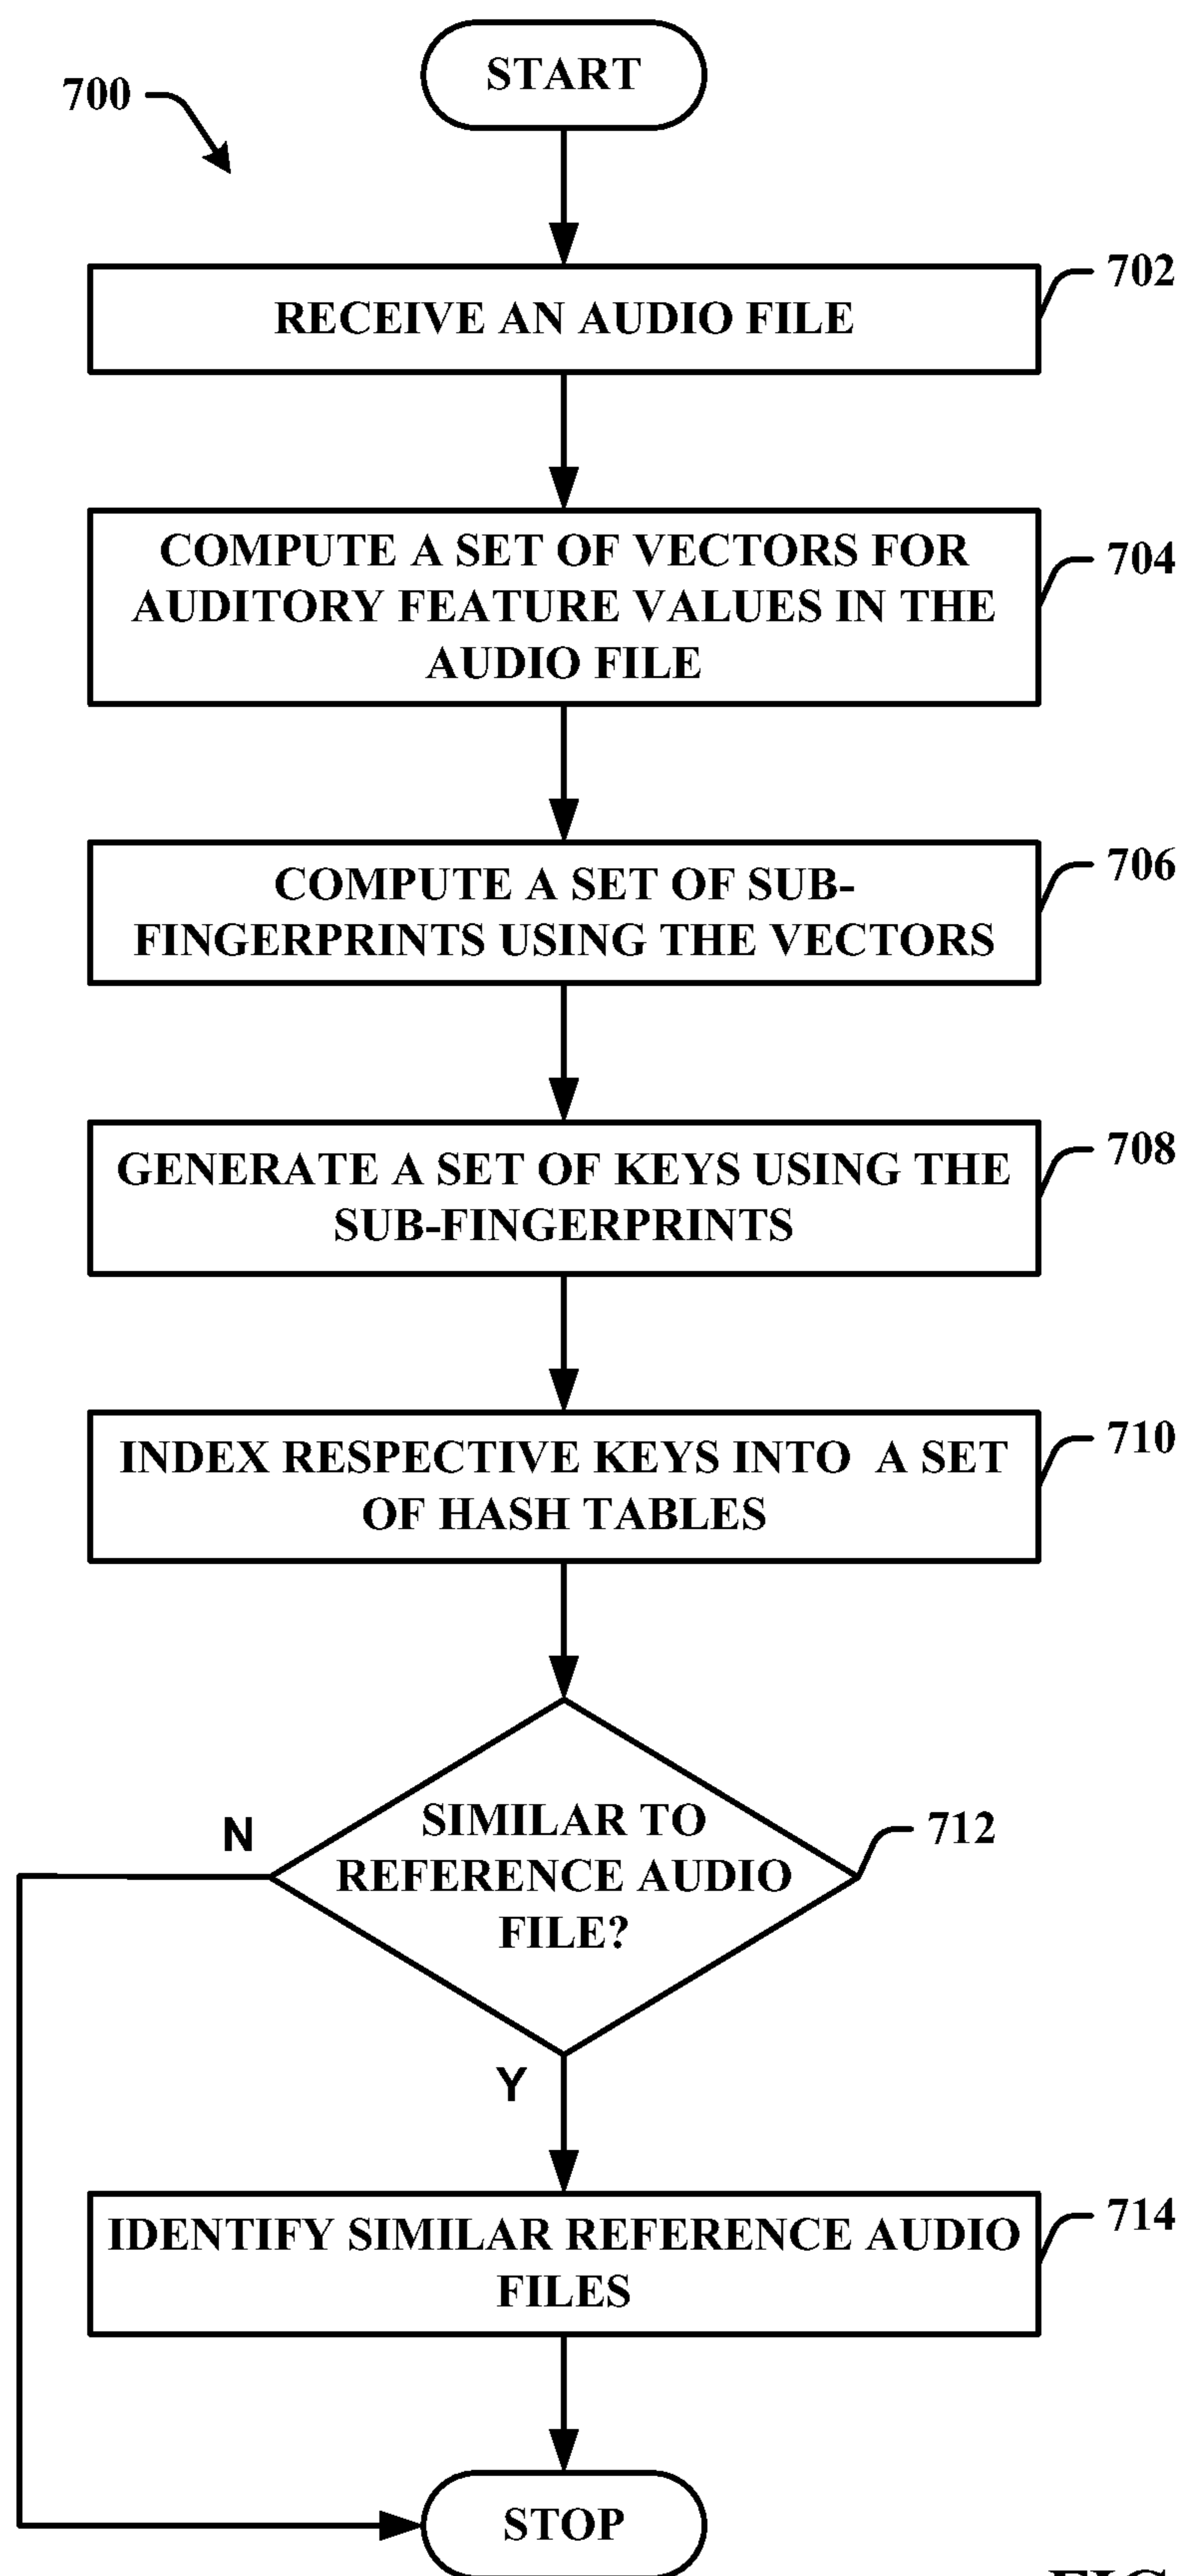 START
700
702
RECEIVE AN AUDIO FILE
704
COMPUTE A SET OF VECTORS FOR
AUDITORY FEATURE VALUES IN THE
AUDIO FILE
706
COMPUTE A SET OF SUB-
FINGERPRINTS USING THE VECTORS
708
GENERATE A SET OF KEYS USING THE
SUB-FINGERPRINTS
710
INDEX RESPECTIVE KEYS INTO A SET
OF HASH TABLES
712
N
SIMILAR TO
REFERENCE AUDIO
FILE?
Y
714
IDENTIFY SIMILAR REFERENCE AUDIO
FILES
STOP